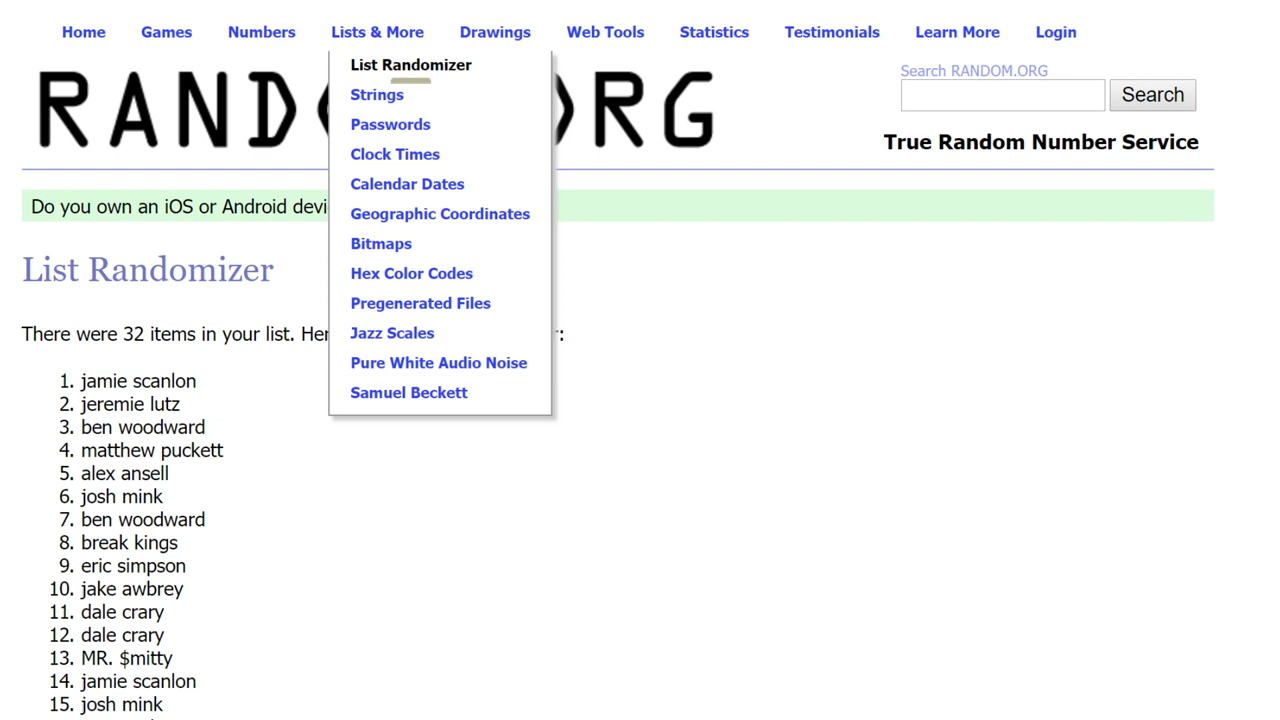 Home Games Numbers Lists & More Drawings Web Tools Statistics Testimonials Learn More Login
List Randomizer
Strings
Passwords
Clock Times
Calendar Dates
Geographic Coordinates
Bitmaps
Hex Color Codes
Pregenerated Files
Jazz Scales
Pure White Audio Noise
Samuel Beckett
Search RANDOM.ORG
Search
True Random Number Service
Do you own an iOS or Android
List Randomizer
There were 32 items in your list.
1. jamie scanlon
2. jeremie lutz
3. ben woodward
4. matthew puckett
5. alex ansell
6. josh mink
7. ben woodward
8. break kings
9. eric simpson
10. jake awbrey
11. dale crary
12. dale crary
13. MR. $mitty
14. jamie scanlon
15. josh mink